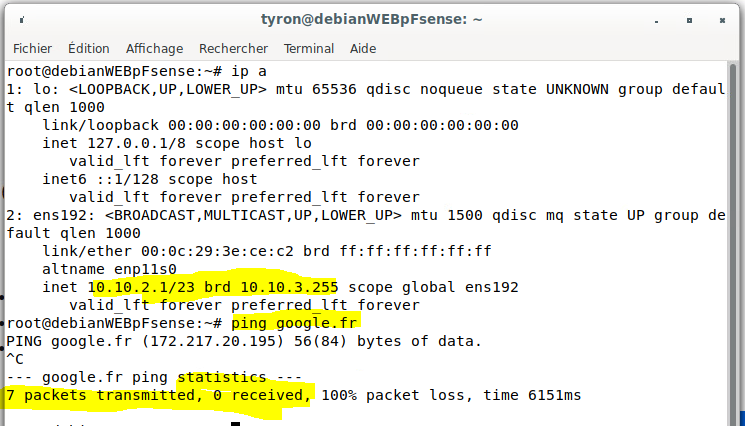 tyron@debianWEBpFsense: ~
Fichier Édition Affichage Rechercher Terminal Aide
root@debianWEBpFsense:~# ip a
1: lo: <LOOPBACK,UP,LOWER_UP> mtu 65536 qdisc noqueue state UNKNOWN group defaul
t qlen 1000
    link/loopback 00:00:00:00:00:00 brd 00:00:00:00:00:00
    inet 127.0.0.1/8 scope host lo
       valid_lft forever preferred_lft forever
    inet6 ::1/128 scope host
       valid_lft forever preferred_lft forever
2: ens192: <BROADCAST,MULTICAST,UP,LOWER_UP> mtu 1500 qdisc mq state UP group de
fault qlen 1000
    link/ether 00:0c:29:3e:ce:c2 brd ff:ff:ff:ff:ff:ff
    altname enp11s0
    inet 10.10.2.1/23 brd 10.10.3.255 scope global ens192
       valid_lft forever preferred_lft forever
root@debianWEBpFsense:~# ping google.fr
PING google.fr (172.217.20.195) 56(84) bytes of data.
^C
--- google.fr ping statistics ---
7 packets transmitted, 0 received, 100% packet loss, time 6151ms